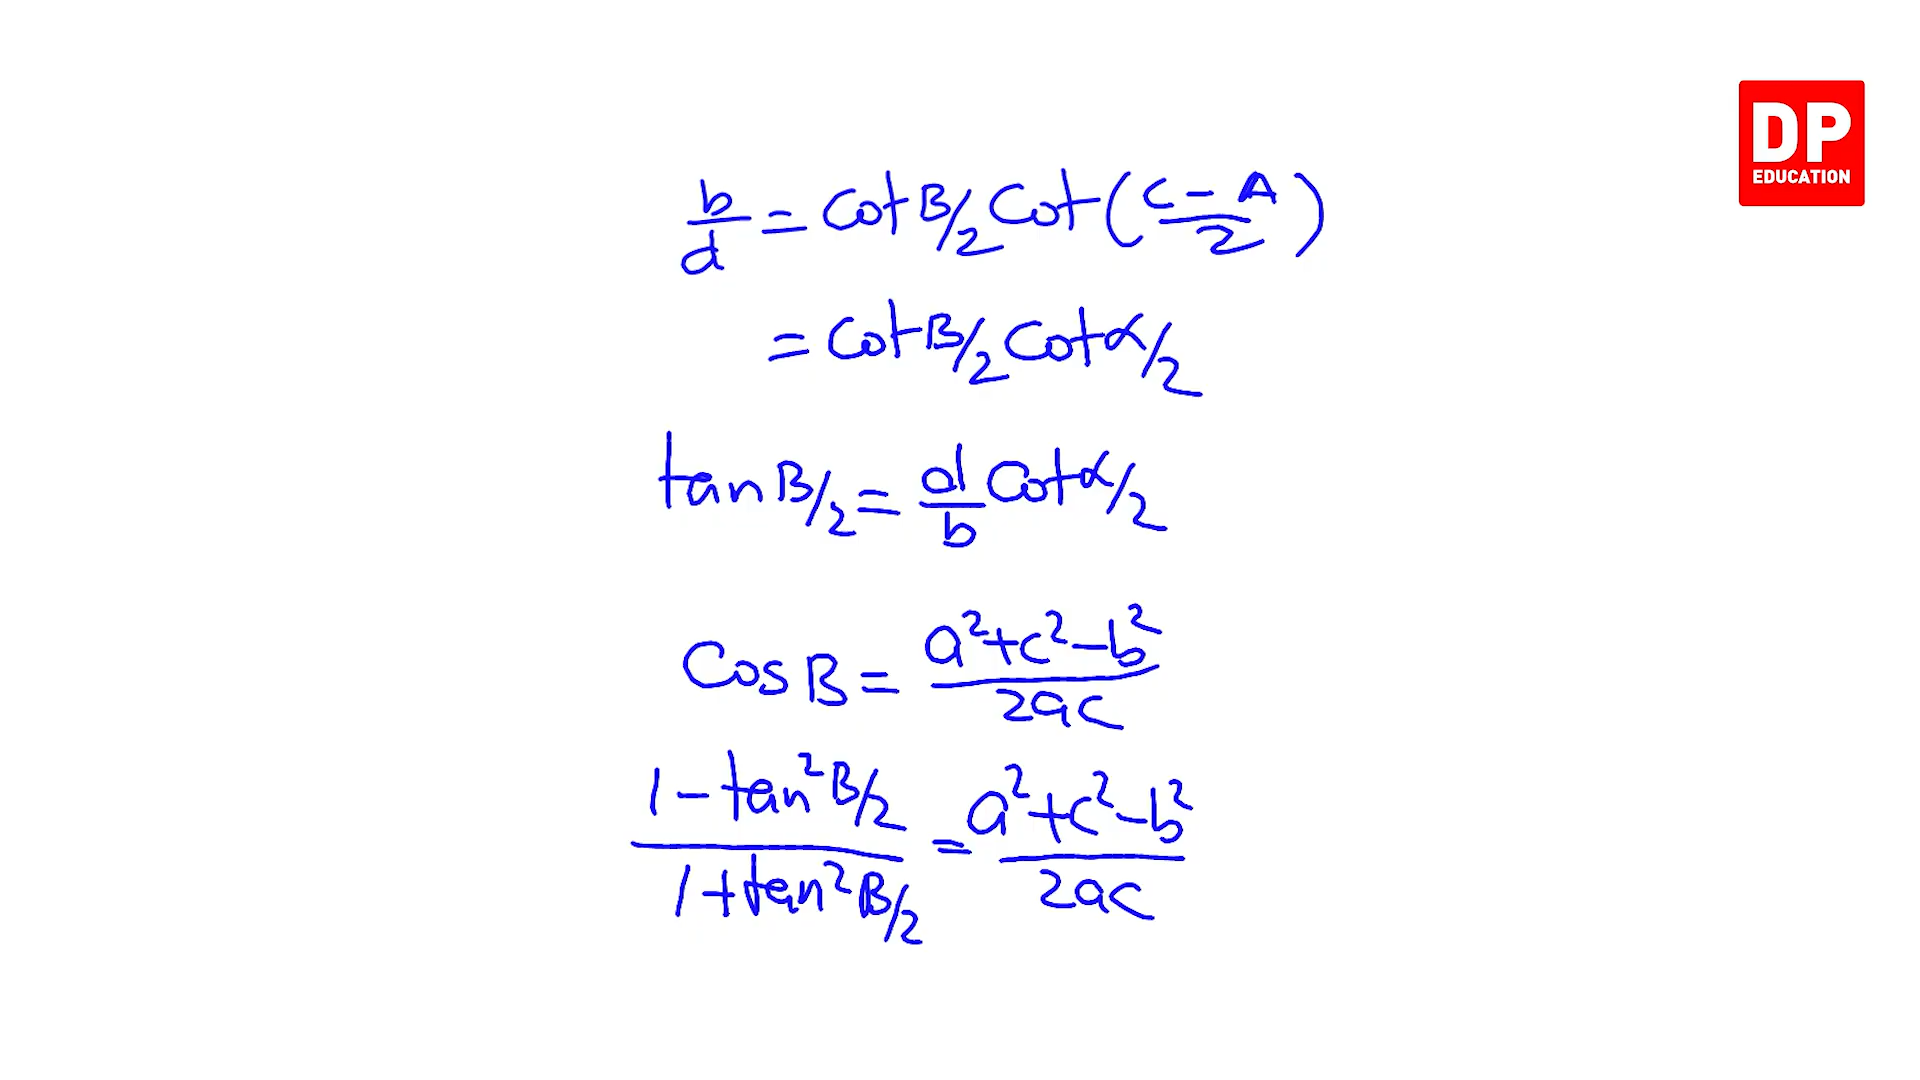 DP
EDUCATION
b/d = Cot B/2 Cot ((C - A)/2)
= Cot B/2 Cot α/2
tan B/2 = d/b Cot α/2
Cos B = (a² + c² - b²)/2ac
(1 - tan² B/2)/(1 + tan² B/2) = (a² + c² - b²)/2ac